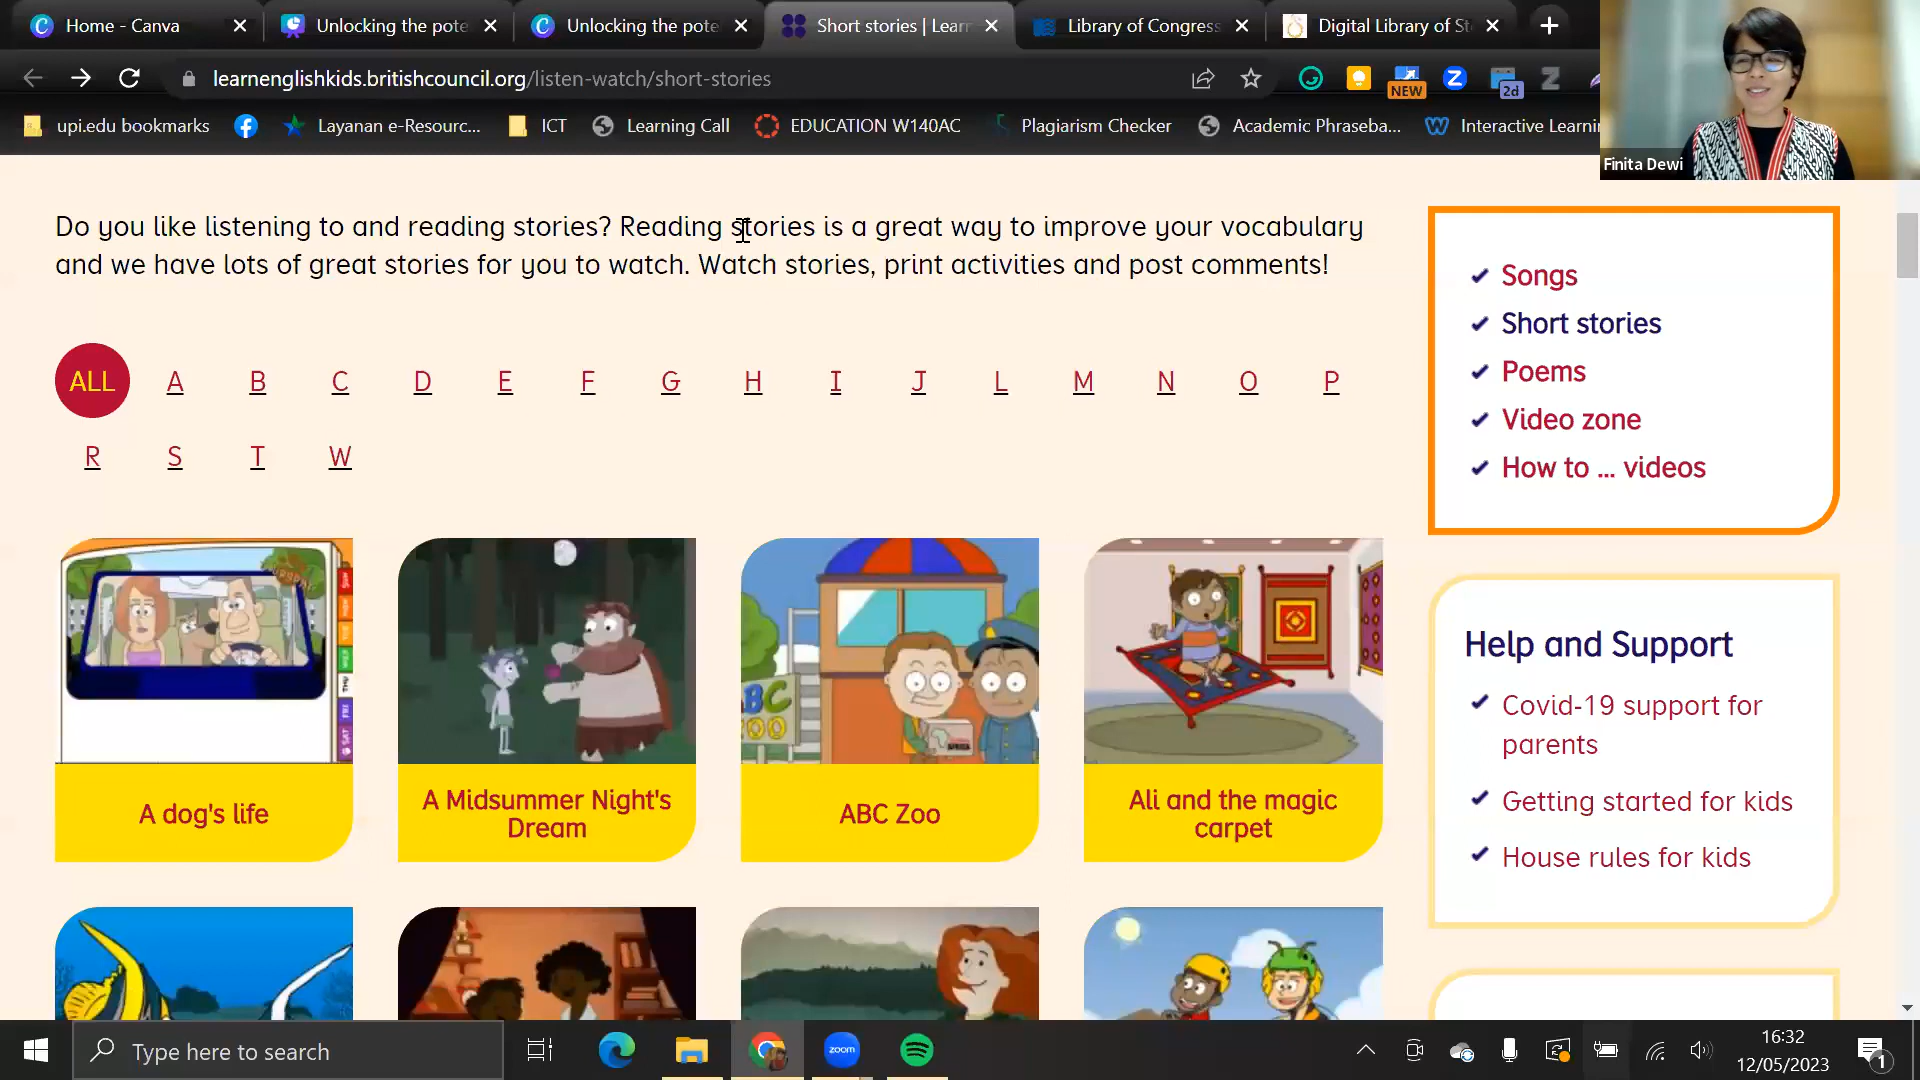 Home - Canva
Unlocking the pote
Unlocking the pote
Short stories | Lear
Library of Congress
Digital Library of St
learnenglishkids.britishcouncil.org/listen-watch/short-stories
NEW
2d
upi.edu bookmarks
Layanan e-Resourc...
ICT
Learning Call
EDUCATION W140AC
Plagiarism Checker
Academic Phraseba...
Interactive Learnin
Finita Dewi
Do you like listening to and reading stories? Reading stories is a great way to improve your vocabulary
and we have lots of great stories for you to watch. Watch stories, print activities and post comments!
ALL A B C D E F G H I J L M N O P
R S T W
Songs
Short stories
Poems
Video zone
How to ... videos
A dog's life
A Midsummer Night's
Dream
ABC Zoo
Ali and the magic
carpet
Help and Support
Covid-19 support for
parents
Getting started for kids
House rules for kids
Type here to search
zoom
16:32
12/05/2023
1